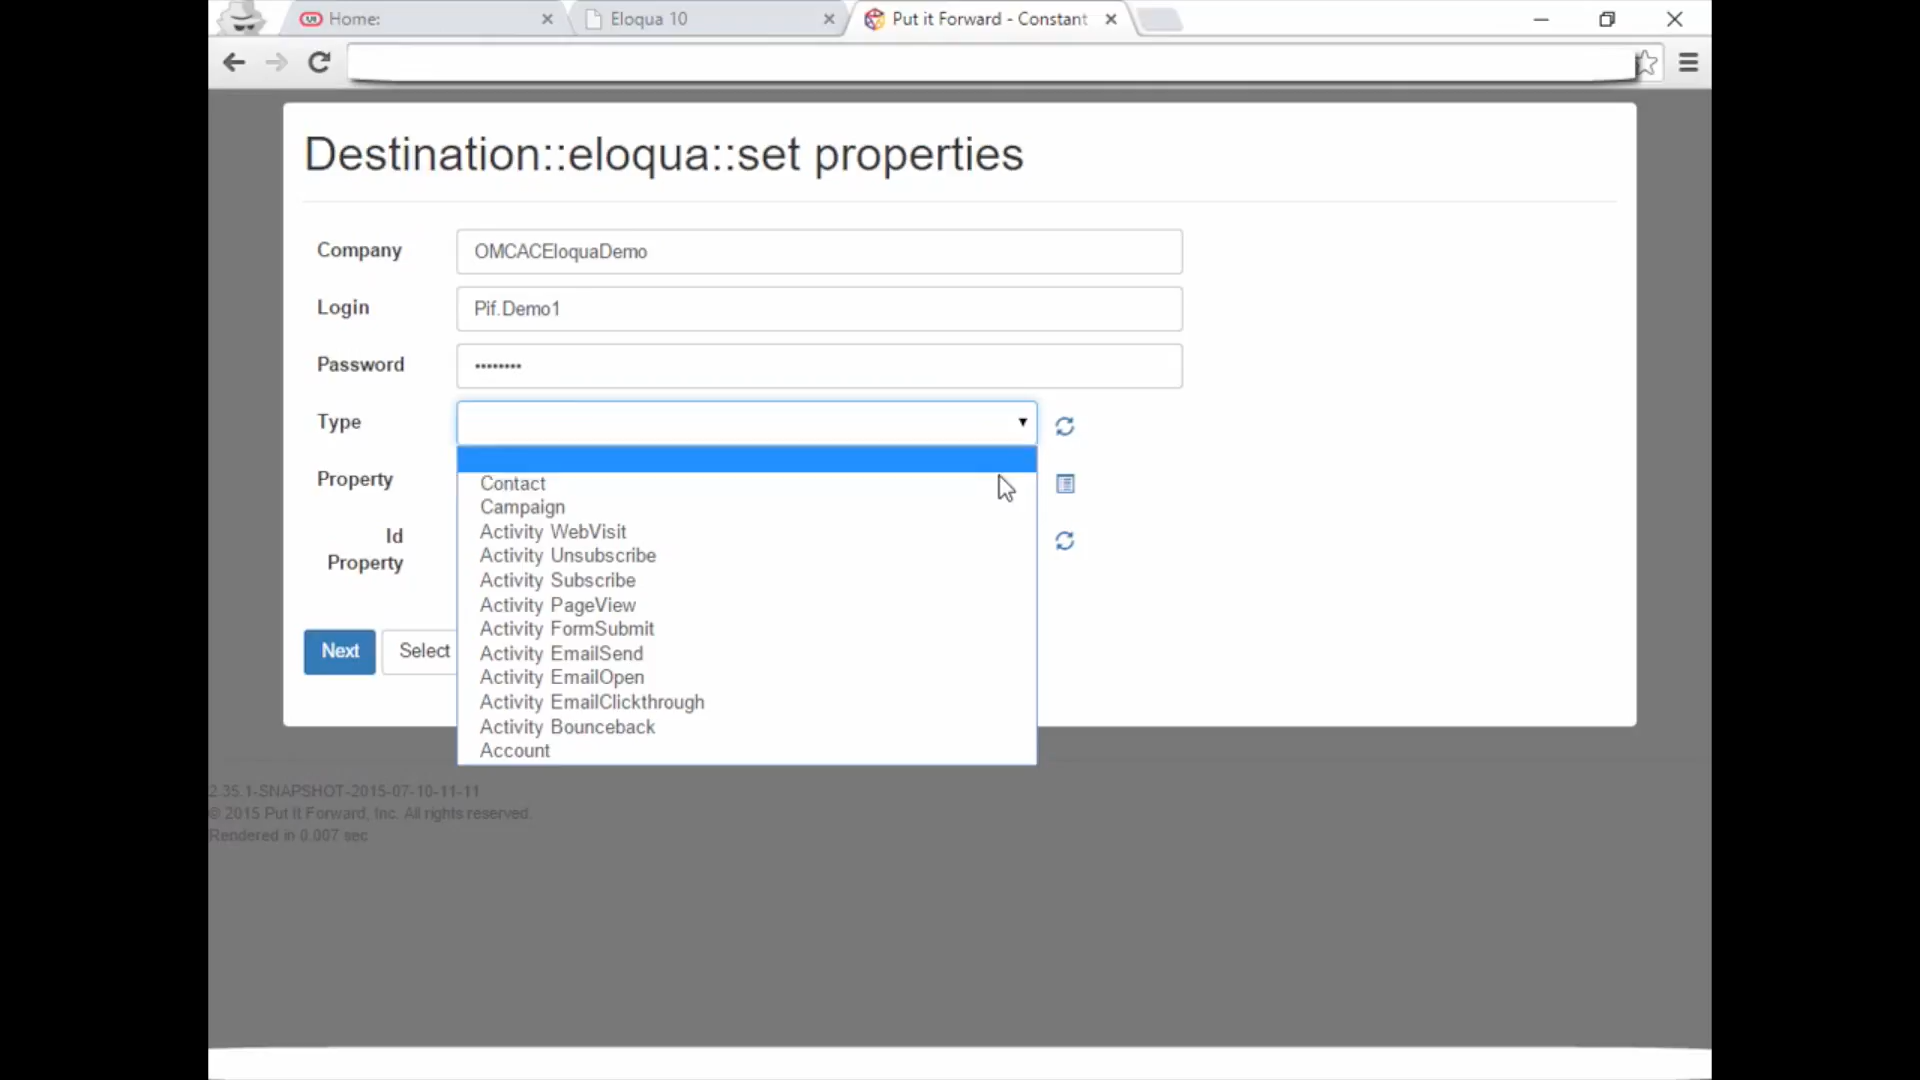 Home:
Eloqua 10
Put it Forward - Constant
Destination::eloqua::set properties
Company
OMCACEloquaDemo
Login
Pif.Demo1
Password
••••••••
Type
Property
Contact
Campaign
Activity WebVisit
Activity Unsubscribe
Activity Subscribe
Activity PageView
Activity FormSubmit
Activity EmailSend
Activity EmailOpen
Activity EmailClickthrough
Activity Bounceback
Account
Id
Property
Next
Select
2.35.1-SNAPSHOT-2015-07-10-11-11
© 2015 Put It Forward, Inc. All rights reserved.
Rendered in 0.007 sec